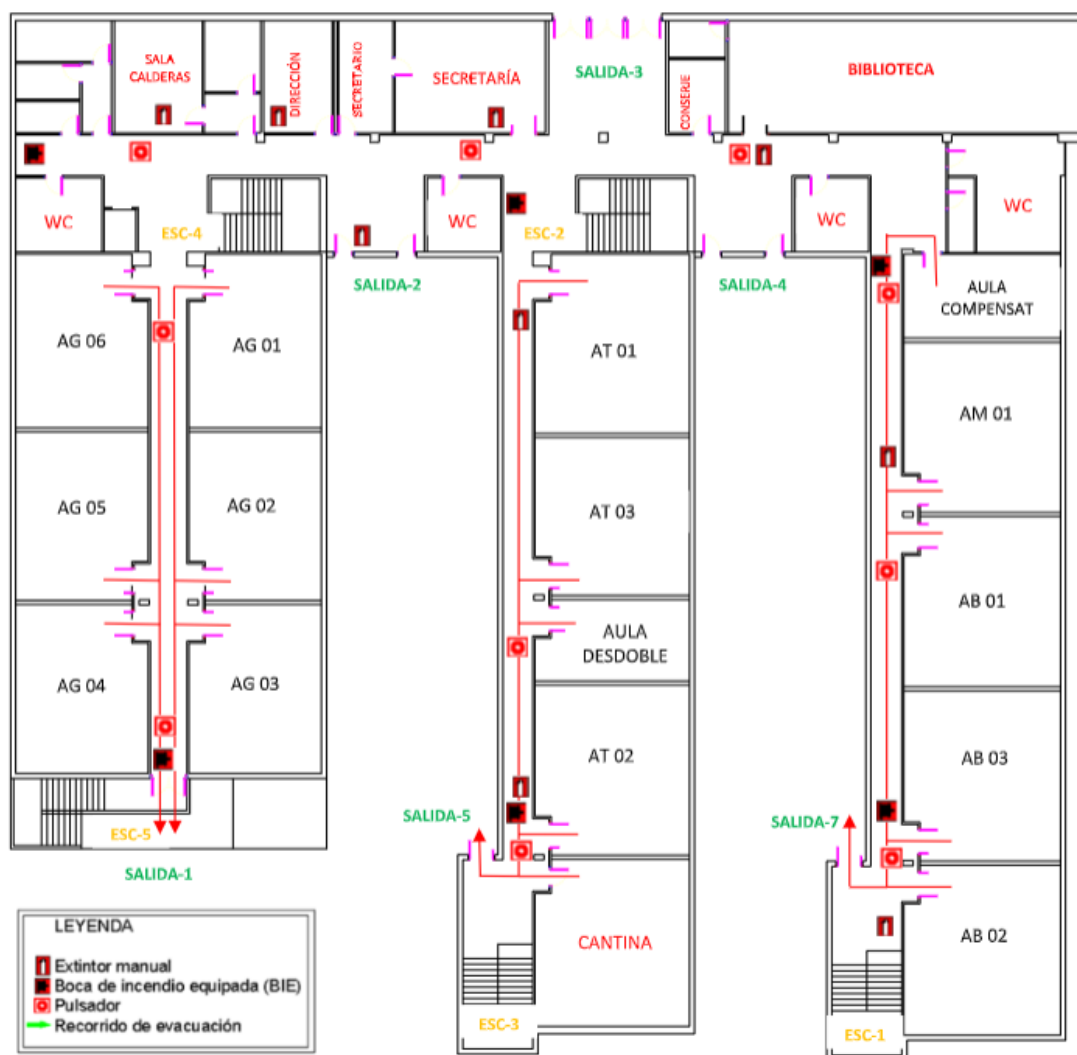 SALA
CALDERAS
DIRECCIÓN
SECRETARIO
SECRETARÍA
SALIDA-3
CONSERJE
BIBLIOTECA
WC
ESC-4
WC
ESC-2
WC
WC
SALIDA-2
SALIDA-4
AULA
COMPENSAT
AG 06
AG 01
AT 01
AM 01
AG 05
AG 02
AT 03
AB 01
AULA
DESDOBLE
AG 04
AG 03
AT 02
AB 03
SALIDA-5
SALIDA-7
ESC-5
SALIDA-1
CANTINA
AB 02
ESC-3
ESC-1
LEYENDA
Extintor manual
Boca de incendio equipada (BIE)
Pulsador
Recorrido de evacuación